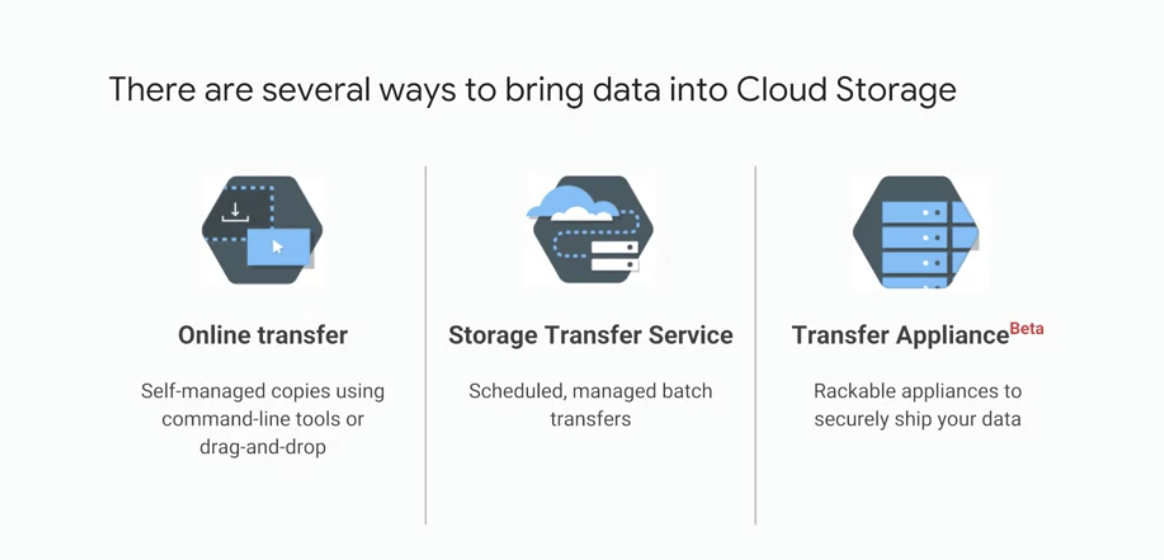 There are several ways to bring data into Cloud Storage
Online transfer
Self-managed copies using
command-line tools or
drag-and-drop
Storage Transfer Service
Scheduled, managed batch
transfers
Transfer Appliance Beta
Rackable appliances to
securely ship your data